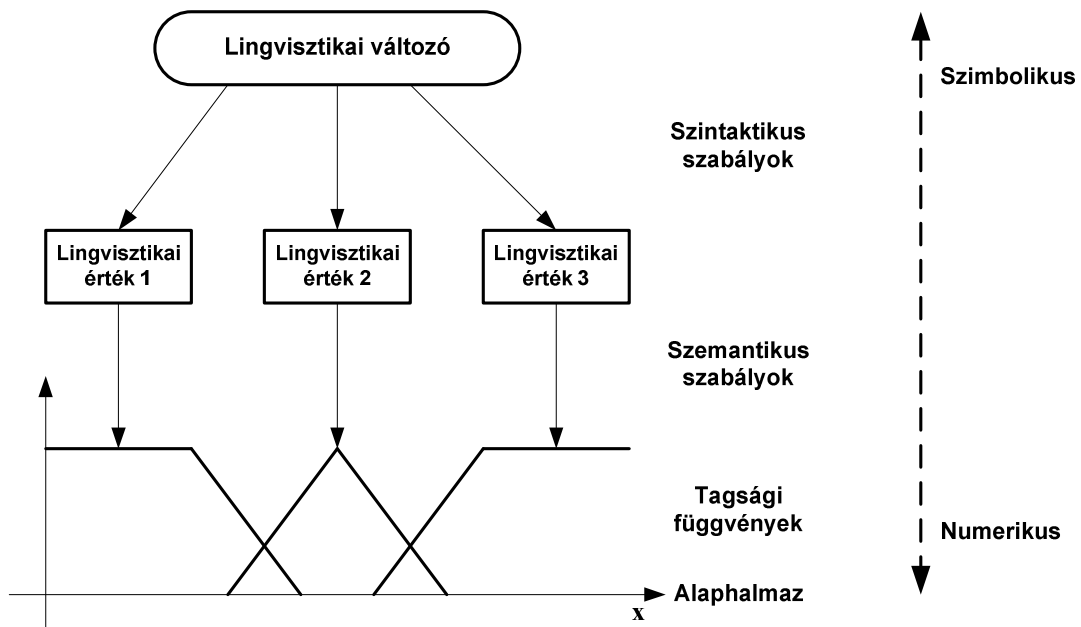 Lingvisztikai változó
Szimbolikus
Szintaktikus
szabályok
Lingvisztikai
érték 1
Lingvisztikai
érték 2
Lingvisztikai
érték 3
Szemantikus
szabályok
Tagsági
függvények
Numerikus
Alaphalmaz
x